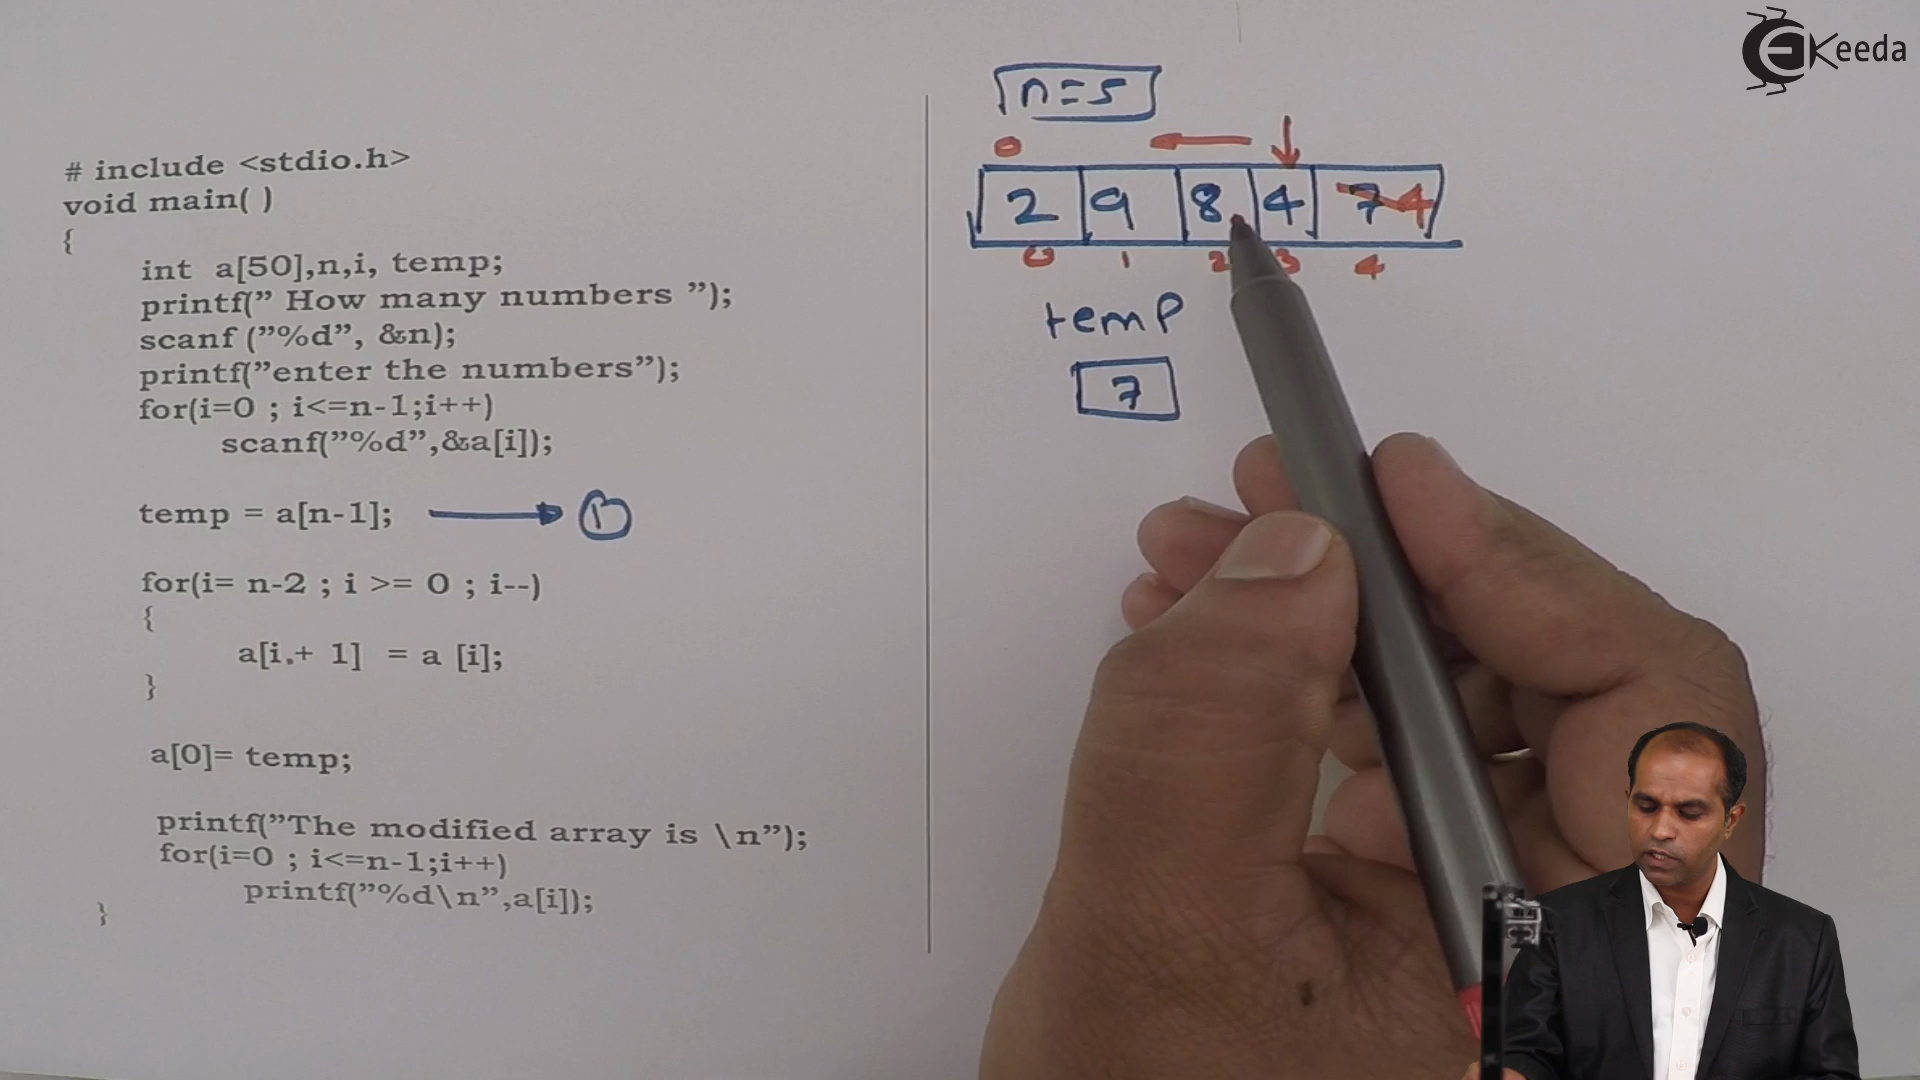 # include <stdio.h>
void main( )
{
int a[50],n,i, temp;
printf(” How many numbers ”);
scanf (”%d”, &n);
printf(”enter the numbers”);
for(i=0 ; i<=n-1;i++)
scanf(”%d”,&a[i]);
temp = a[n-1]; 1
for(i= n-2 ; i >= 0 ; i--)
{
a[i + 1] = a [i];
}
a[0]= temp;
printf(”The modified array is \n”);
for(i=0 ; i<=n-1;i++)
printf(”%d\n”,a[i]);
}
n=5
0
2 9 8 4 7 4
0 1 2 3 4
temp
7
eKeeda